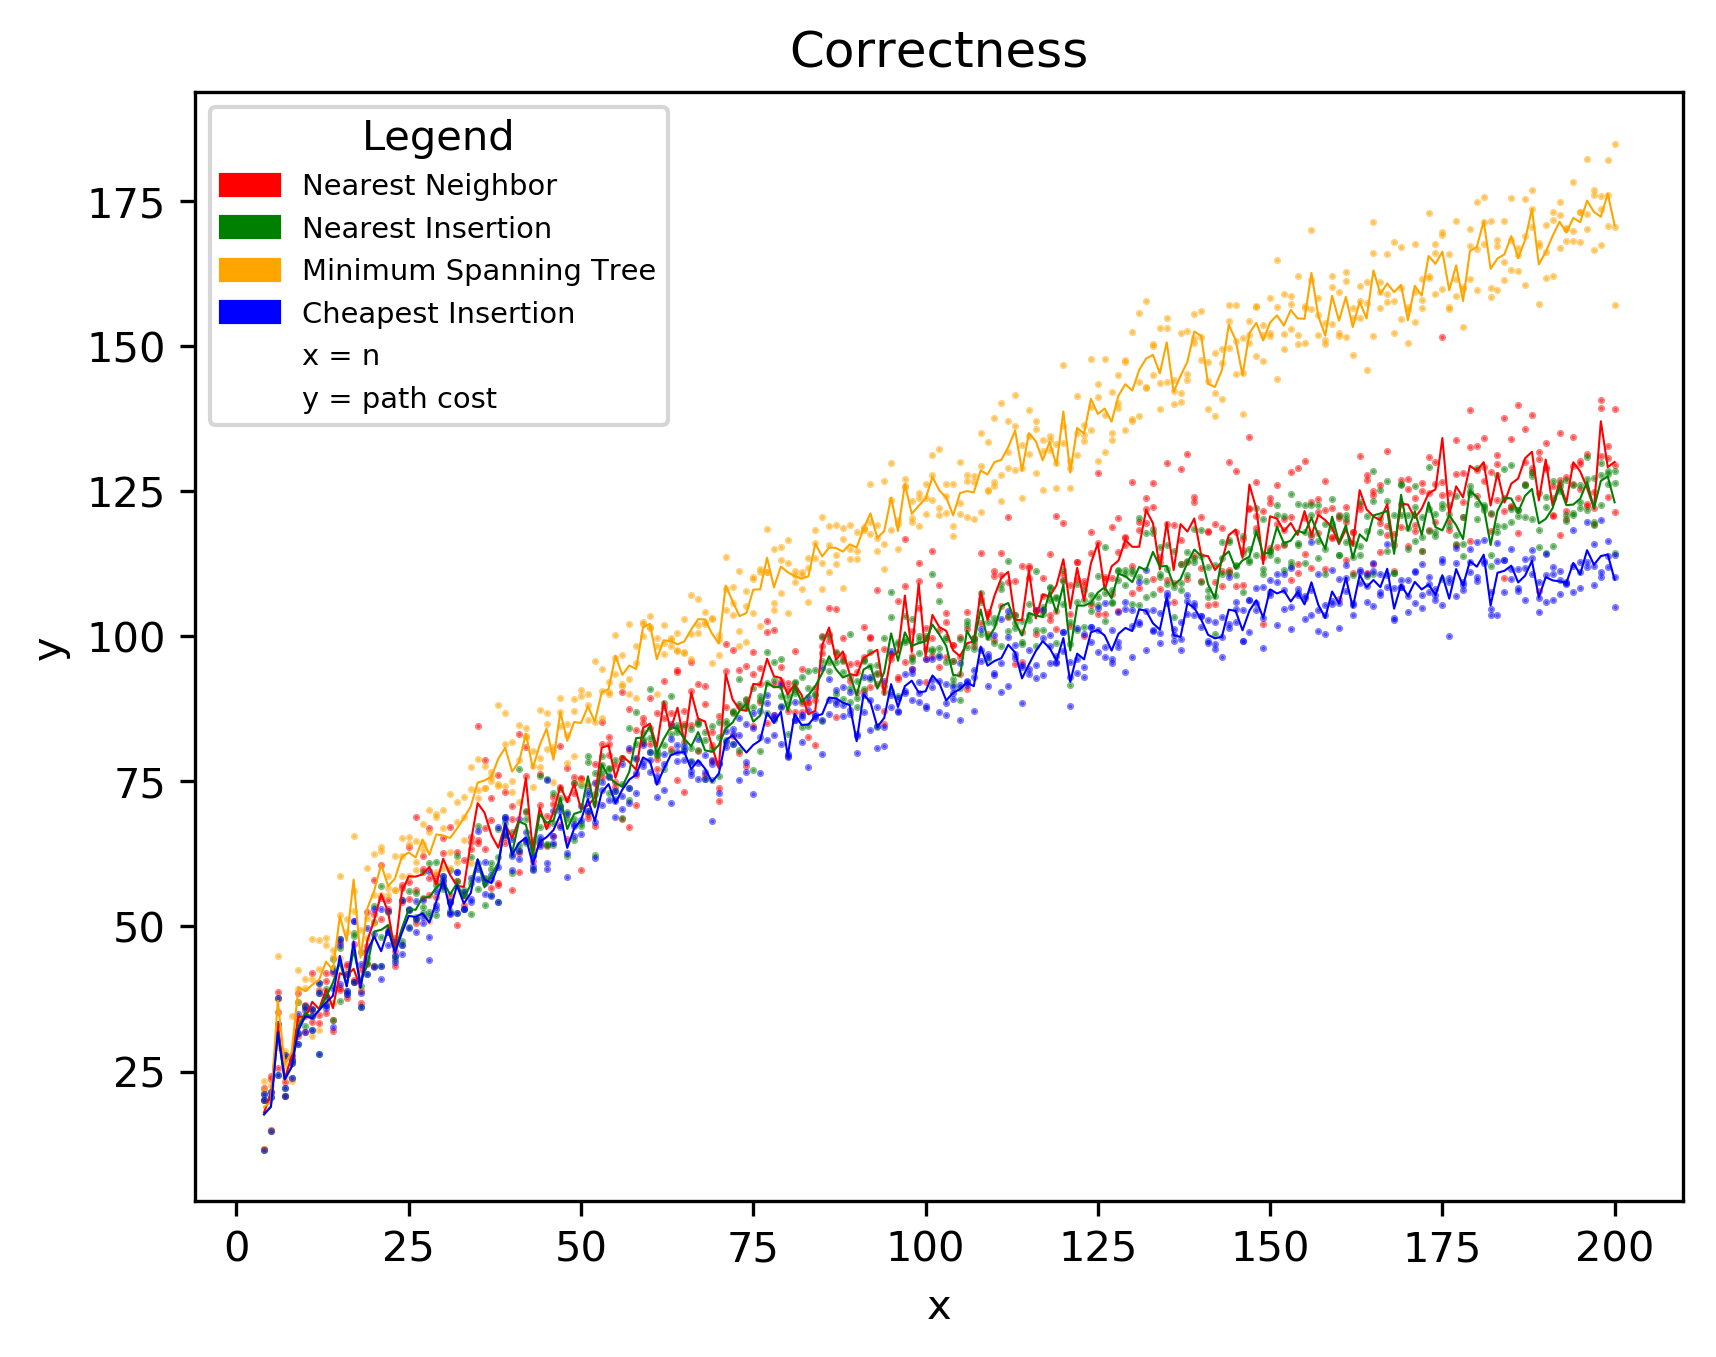 Correctness
Legend
Nearest Neighbor
Nearest Insertion
Minimum Spanning Tree
Cheapest Insertion
x = n
y = path cost
175
150
125
100
75
50
25
y
0 25 50 75 100 125 150 175 200
x